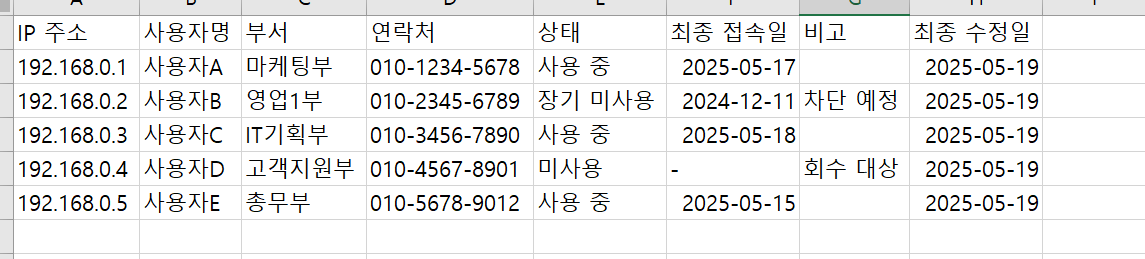 IP 주소 사용자명 부서 연락처 상태 최종 접속일 비고 최종 수정일
192.168.0.1 사용자A 마케팅부 010-1234-5678 사용 중 2025-05-17 2025-05-19
192.168.0.2 사용자B 영업1부 010-2345-6789 장기 미사용 2024-12-11 차단 예정 2025-05-19
192.168.0.3 사용자C IT기획부 010-3456-7890 사용 중 2025-05-18 2025-05-19
192.168.0.4 사용자D 고객지원부 010-4567-8901 미사용 - 회수 대상 2025-05-19
192.168.0.5 사용자E 총무부 010-5678-9012 사용 중 2025-05-15 2025-05-19